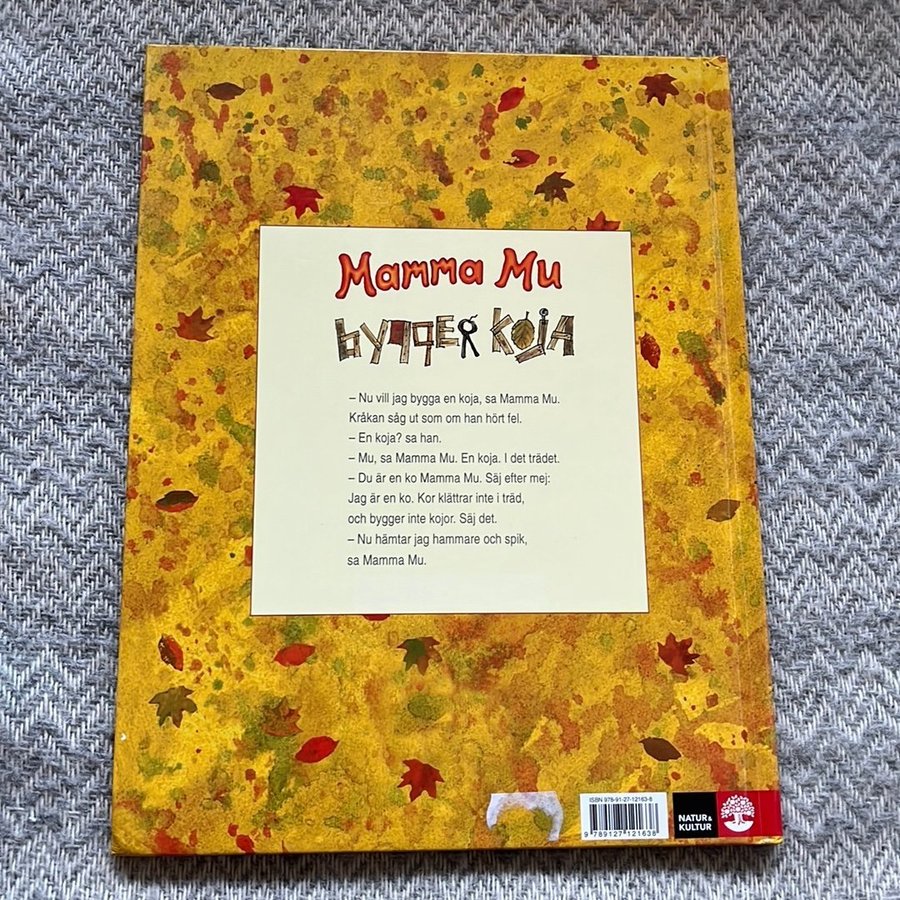 Mamma Mu
bygger koja
– Nu vill jag bygga en koja, sa Mamma Mu.
Kråkan såg ut som om han hört fel.
– En koja? sa han.
– Mu, sa Mamma Mu. En koja. I det trädet.
– Du är en ko Mamma Mu. Säj efter mej:
Jag är en ko. Kor klättrar inte i träd,
och bygger inte kojor. Säj det.
– Nu hämtar jag hammare och spik,
sa Mamma Mu.
ISBN 978-91-27-12163-8
9 789127 121638
NATUR &
KULTUR